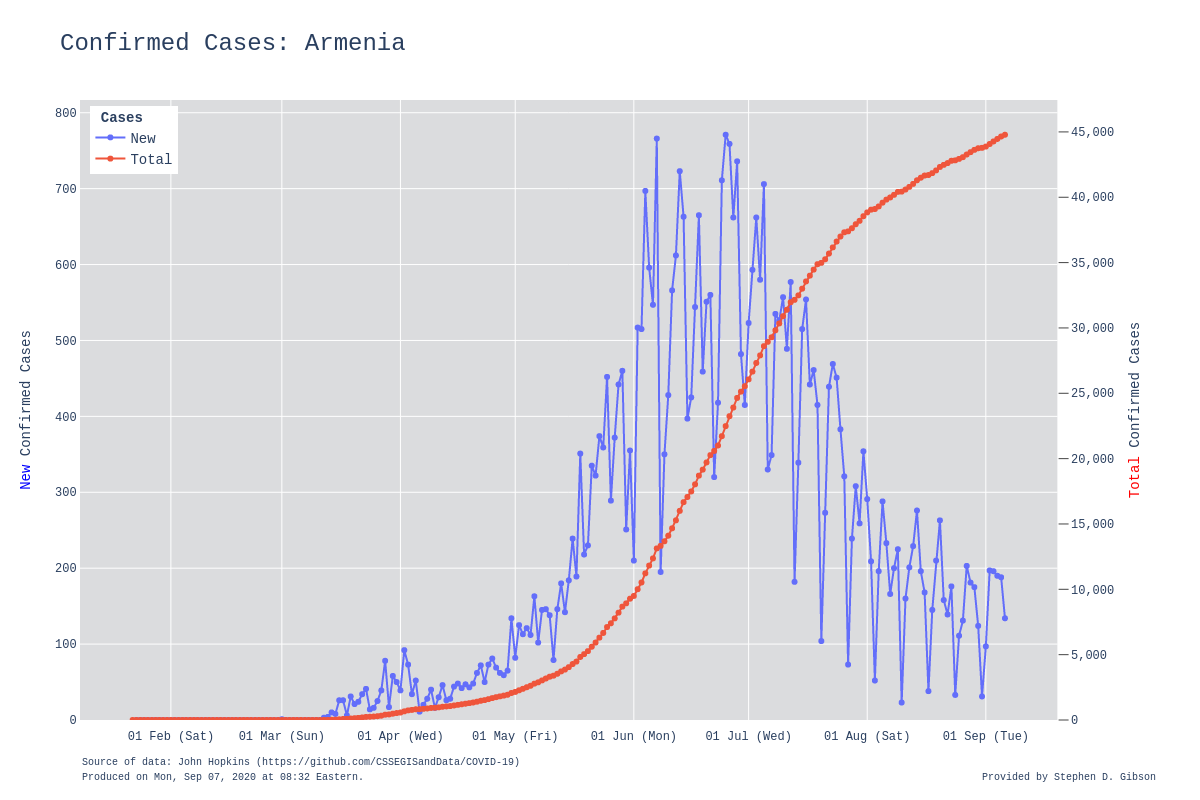 Confirmed Cases: Armenia
Cases
New
Total
800
700
600
500
400
300
200
100
0
45,000
40,000
35,000
30,000
25,000
20,000
15,000
10,000
5,000
0
New Confirmed Cases
Total Confirmed Cases
01 Feb (Sat)
01 Mar (Sun)
01 Apr (Wed)
01 May (Fri)
01 Jun (Mon)
01 Jul (Wed)
01 Aug (Sat)
01 Sep (Tue)
Source of data: John Hopkins (https://github.com/CSSEGISandData/COVID-19)
Produced on Mon, Sep 07, 2020 at 08:32 Eastern.
Provided by Stephen D. Gibson